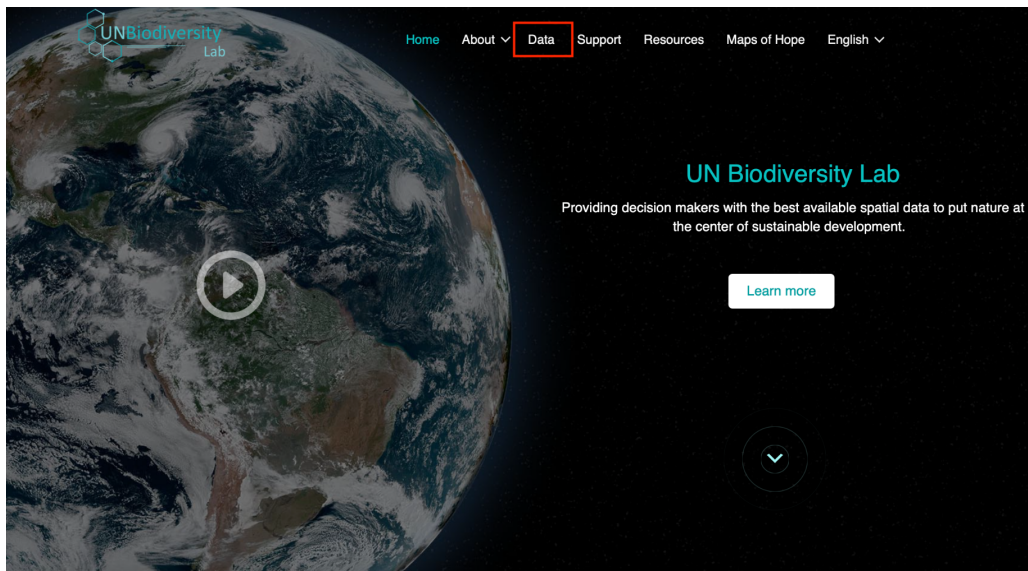 UNBiodiversity
Lab
Home About Data Support Resources Maps of Hope English
UN Biodiversity Lab
Providing decision makers with the best available spatial data to put nature at
the center of sustainable development.
Learn more